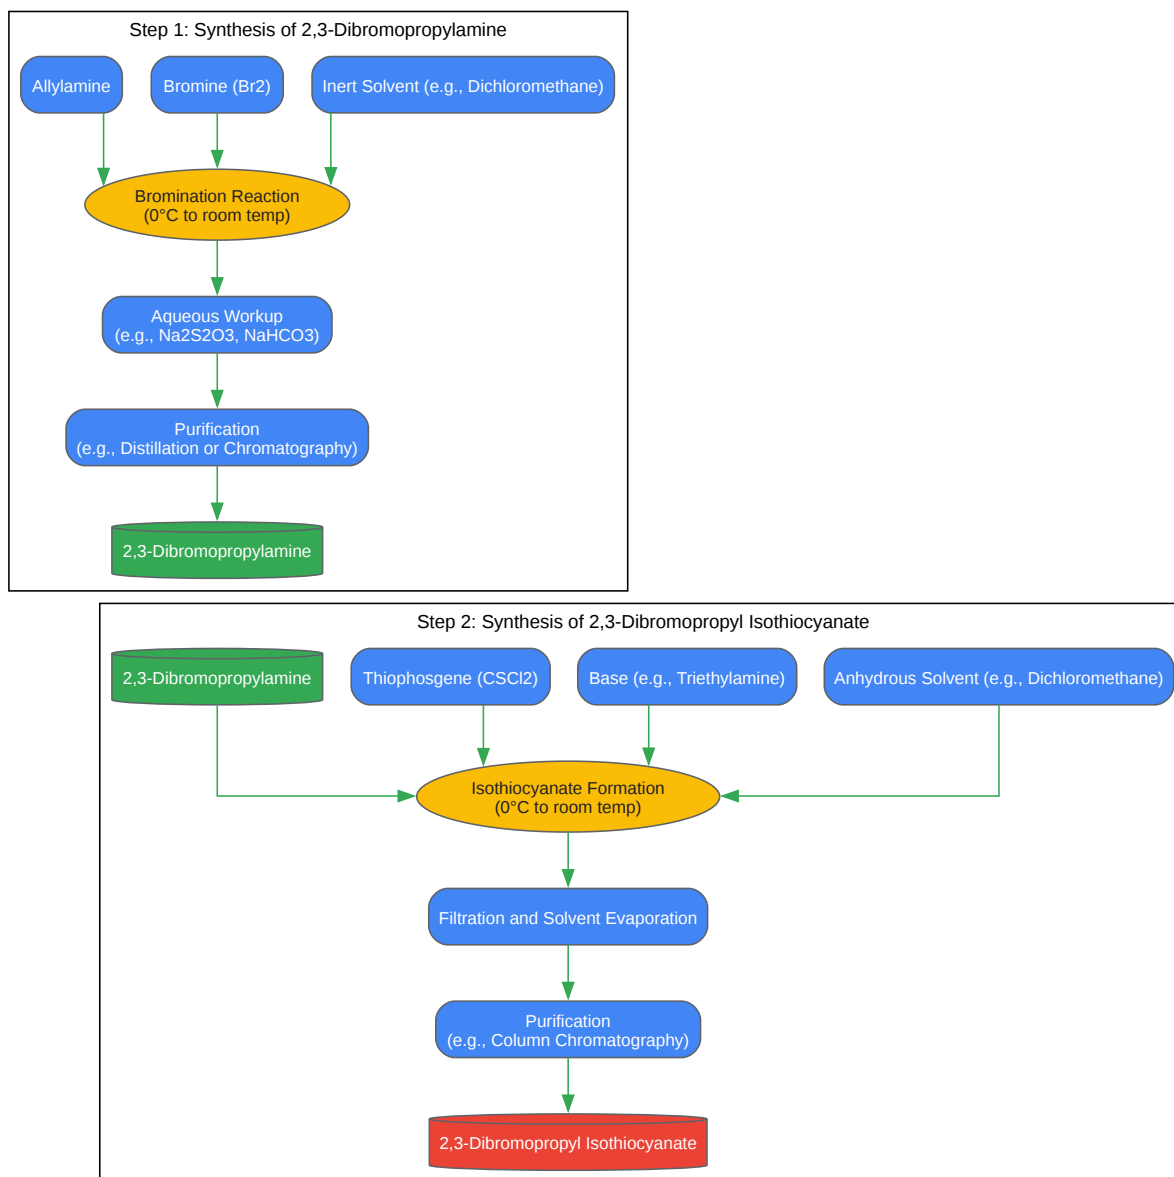 Step 1: Synthesis of 2,3-Dibromopropylamine
Allylamine
Bromine (Br2)
Inert Solvent (e.g., Dichloromethane)
Bromination Reaction
(0°C to room temp)
Aqueous Workup
(e.g., Na2S2O3, NaHCO3)
Purification
(e.g., Distillation or Chromatography)
2,3-Dibromopropylamine
Step 2: Synthesis of 2,3-Dibromopropyl Isothiocyanate
2,3-Dibromopropylamine
Thiophosgene (CSCl2)
Base (e.g., Triethylamine)
Anhydrous Solvent (e.g., Dichloromethane)
Isothiocyanate Formation
(0°C to room temp)
Filtration and Solvent Evaporation
Purification
(e.g., Column Chromatography)
2,3-Dibromopropyl Isothiocyanate